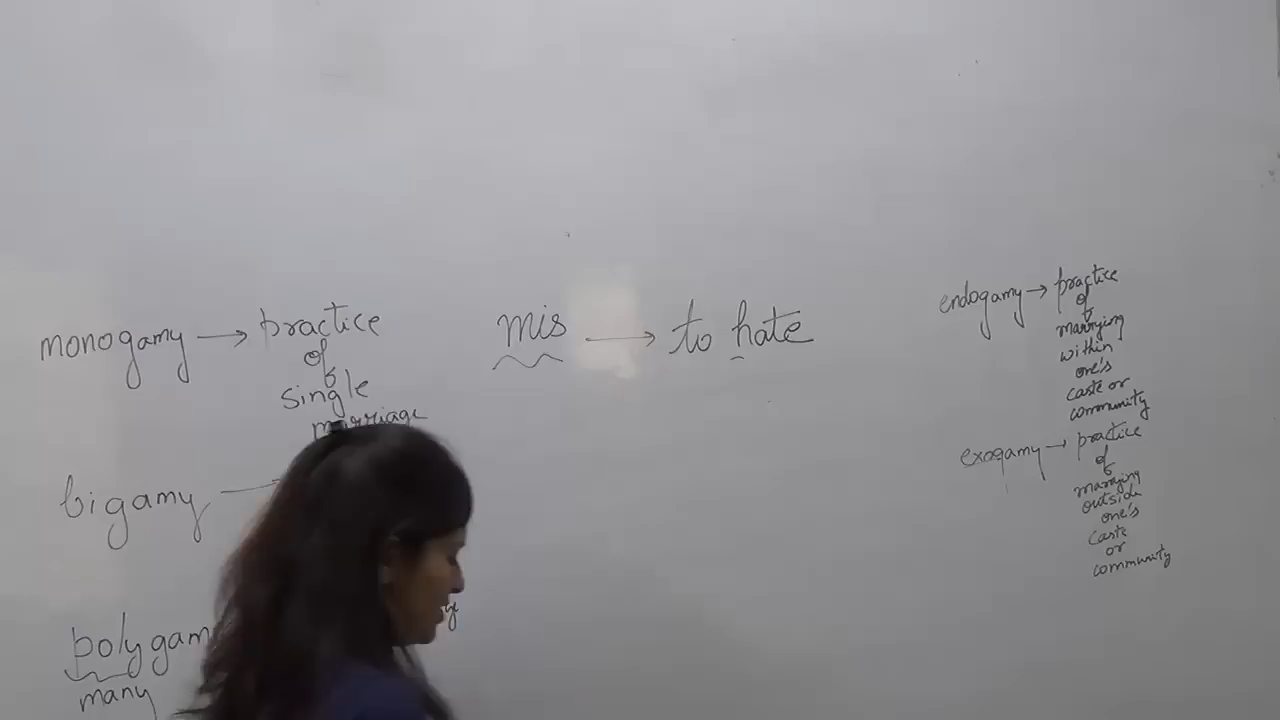 monogamy → practice
of
single
marriage
bigamy →
polygam
many
mis → to hate
endogamy → practice
of
marrying
within
one's
caste or
community
exogamy → practice
of
marrying
outside
one's
caste
or
community